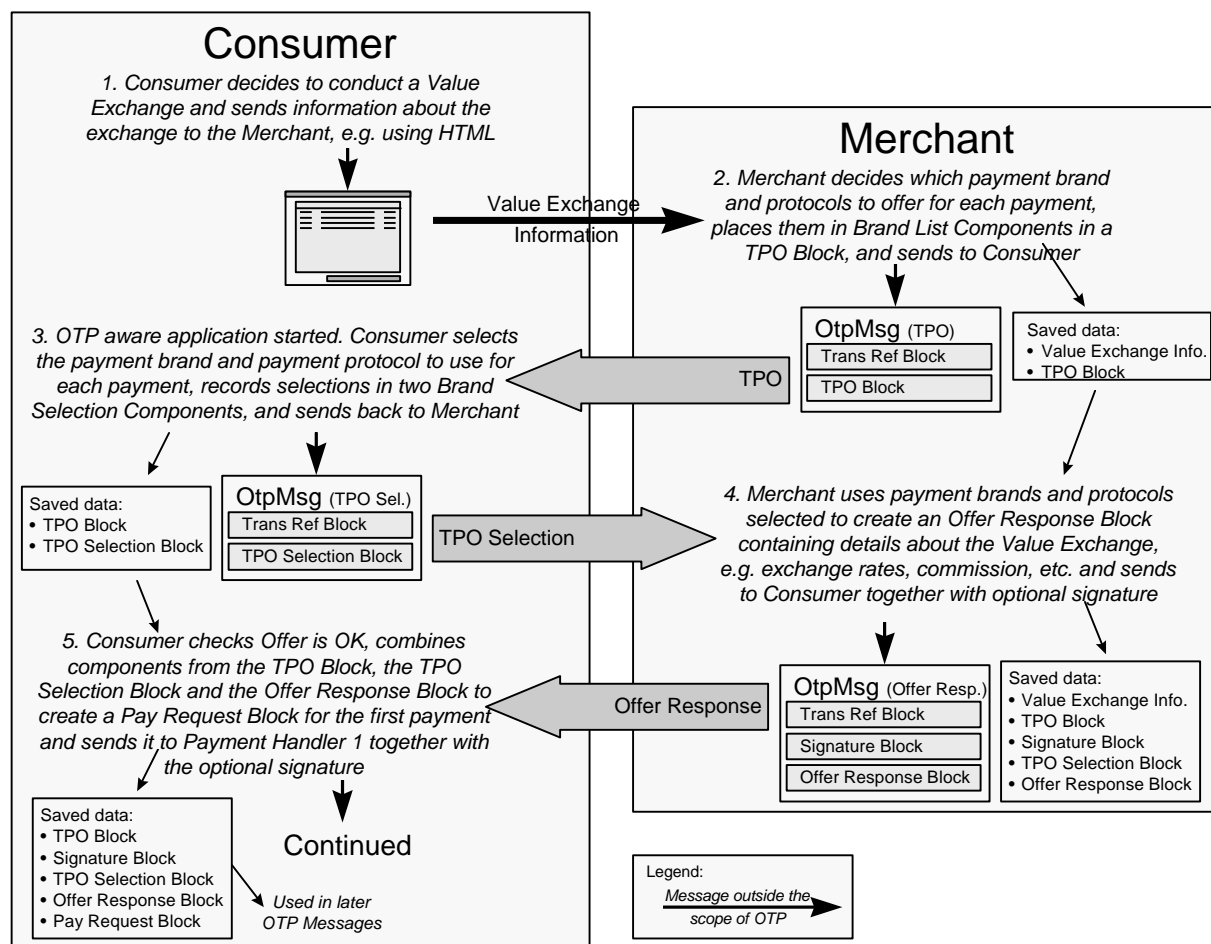 Consumer
1. Consumer decides to conduct a Value
Exchange and sends information about the
exchange to the Merchant, e.g. using HTML
Value Exchange
Information
Merchant
2. Merchant decides which payment brand
and protocols to offer for each payment,
places them in Brand List Components in a
TPO Block, and sends to Consumer
OtpMsg (TPO)
Trans Ref Block
TPO Block
Saved data:
• Value Exchange Info.
• TPO Block
TPO
3. OTP aware application started. Consumer selects
the payment brand and payment protocol to use for
each payment, records selections in two Brand
Selection Components, and sends back to Merchant
Saved data:
• TPO Block
• TPO Selection Block
OtpMsg (TPO Sel.)
Trans Ref Block
TPO Selection Block
TPO Selection
4. Merchant uses payment brands and protocols
selected to create an Offer Response Block
containing details about the Value Exchange,
e.g. exchange rates, commission, etc. and sends
to Consumer together with optional signature
OtpMsg (Offer Resp.)
Trans Ref Block
Signature Block
Offer Response Block
Saved data:
• Value Exchange Info.
• TPO Block
• Signature Block
• TPO Selection Block
• Offer Response Block
Offer Response
5. Consumer checks Offer is OK, combines
components from the TPO Block, the TPO
Selection Block and the Offer Response Block to
create a Pay Request Block for the first payment
and sends it to Payment Handler 1 together with
the optional signature
Saved data:
• TPO Block
• Signature Block
• TPO Selection Block
• Offer Response Block
• Pay Request Block
Continued
Used in later
OTP Messages
Legend:
Message outside the
scope of OTP